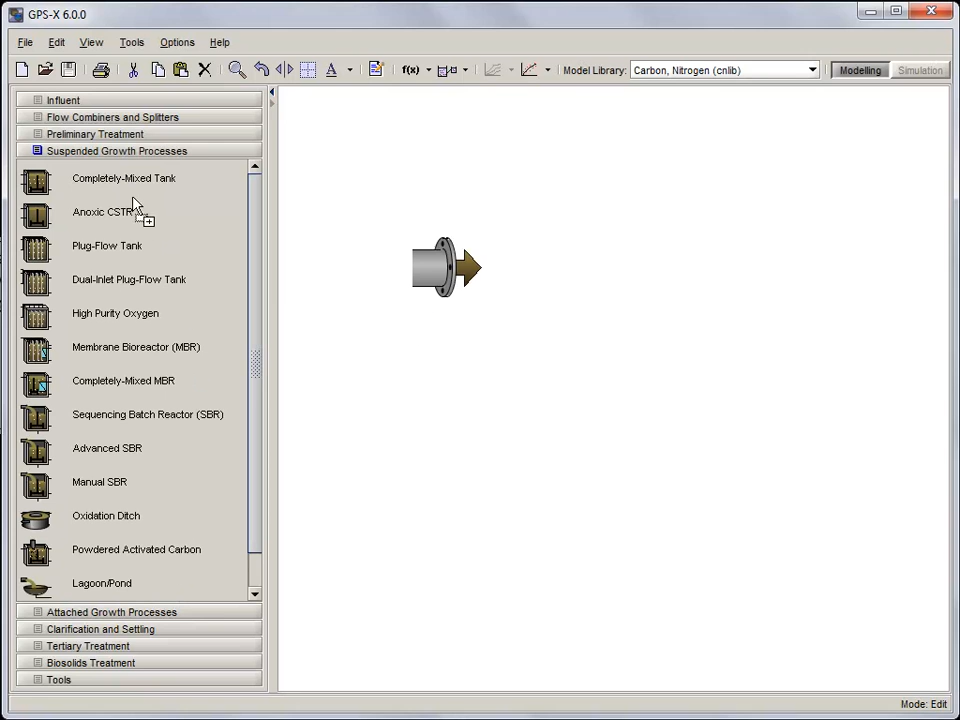 GPS-X 6.0.0
File Edit View Tools Options Help
A f(x) Model Library: Carbon, Nitrogen (cnlib) Modelling Simulation
Influent
Flow Combiners and Splitters
Preliminary Treatment
Suspended Growth Processes
Completely-Mixed Tank
Anoxic CSTR
Plug-Flow Tank
Dual-Inlet Plug-Flow Tank
High Purity Oxygen
Membrane Bioreactor (MBR)
Completely-Mixed MBR
Sequencing Batch Reactor (SBR)
Advanced SBR
Manual SBR
Oxidation Ditch
Powdered Activated Carbon
Lagoon/Pond
Attached Growth Processes
Clarification and Settling
Tertiary Treatment
Biosolids Treatment
Tools
Mode: Edit